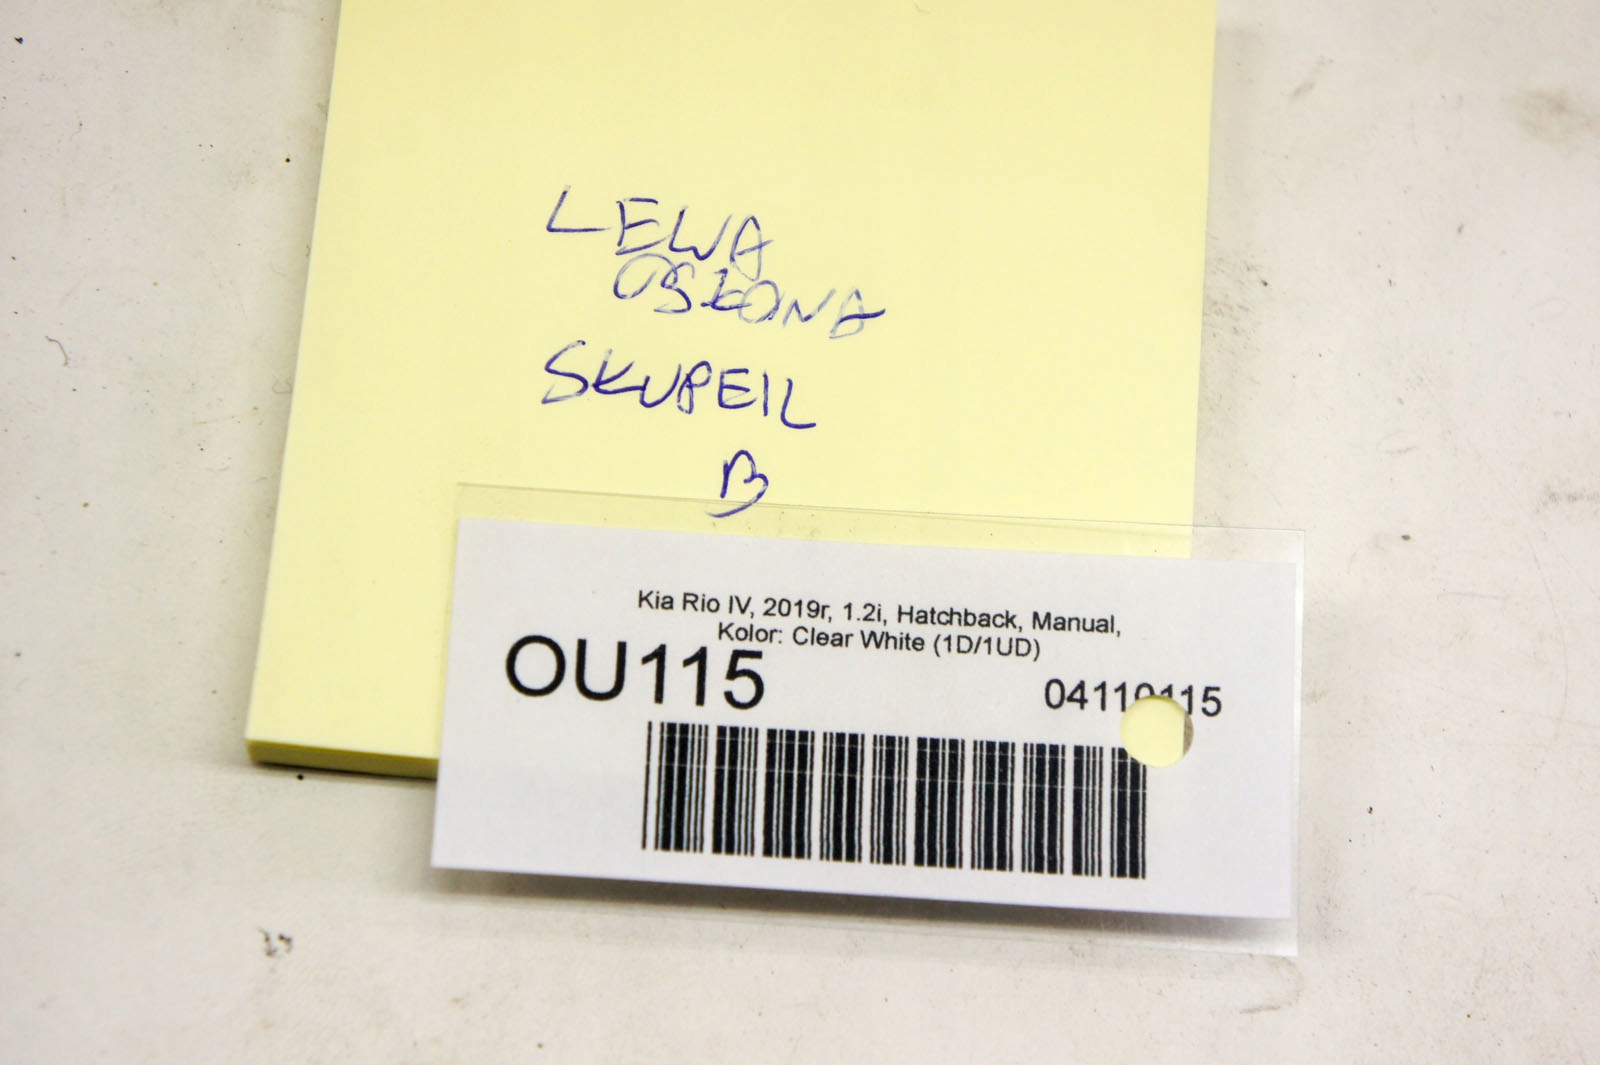 LEWA
OSŁONA
SKUPEIL
B
Kia Rio IV, 2019r, 1.2i, Hatchback, Manual,
Kolor: Clear White (1D/1UD)
OU115
04110115